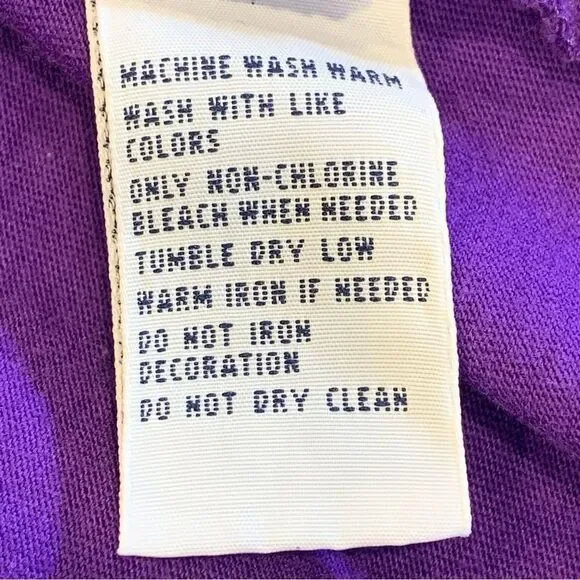 MACHINE WASH WARM
WASH WITH LIKE
COLORS
ONLY NON-CHLORINE
BLEACH WHEN NEEDED
TUMBLE DRY LOW
WARM IRON IF NEEDED
DO NOT IRON
DECORATION
DO NOT DRY CLEAN